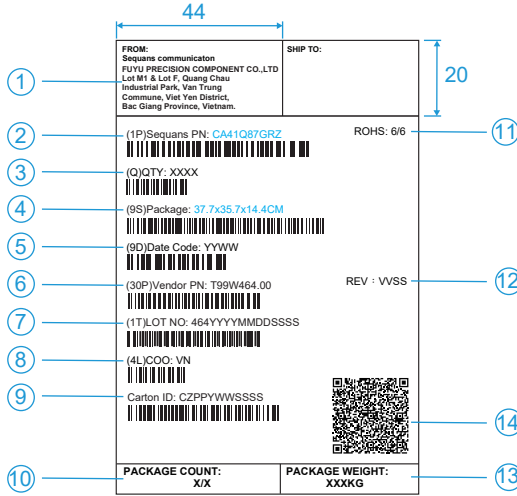 44
FROM:
Sequans communicaton
FUYU PRECISION COMPONENT CO.,LTD
Lot M1 & Lot F, Quang Chau
Industrial Park, Van Trung
Commune, Viet Yen District,
Bac Giang Province, Vietnam.
SHIP TO:
20
1
2
(1P)Sequans PN: CA41Q87GRZ
ROHS: 6/6
11
3
(Q)QTY: XXXX
4
(9S)Package: 37.7x35.7x14.4CM
5
(9D)Date Code: YYWW
6
(30P)Vendor PN: T99W464.00
REV : VVSS
12
7
(1T)LOT NO: 464YYYYMMDDSSSS
8
(4L)COO: VN
9
Carton ID: CZPPYWWSSSS
14
10
PACKAGE COUNT:
X/X
PACKAGE WEIGHT:
XXXKG
13